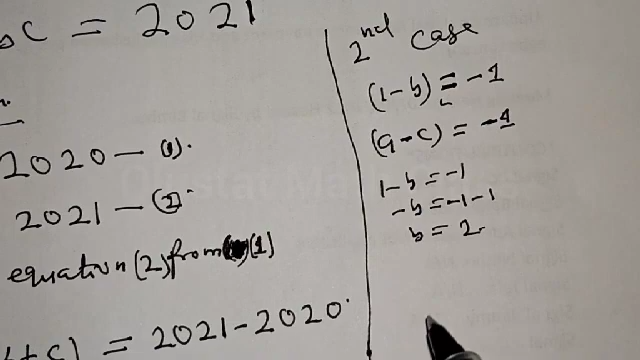 bc = 2021
2020 — (1).
2021 — (2).
equation (2) from (1)
+c) = 2021 - 2020.
2nd case
(1-b) = -1
(a-c) = -1
1-b = -1
-b = -1-1
b = 2.